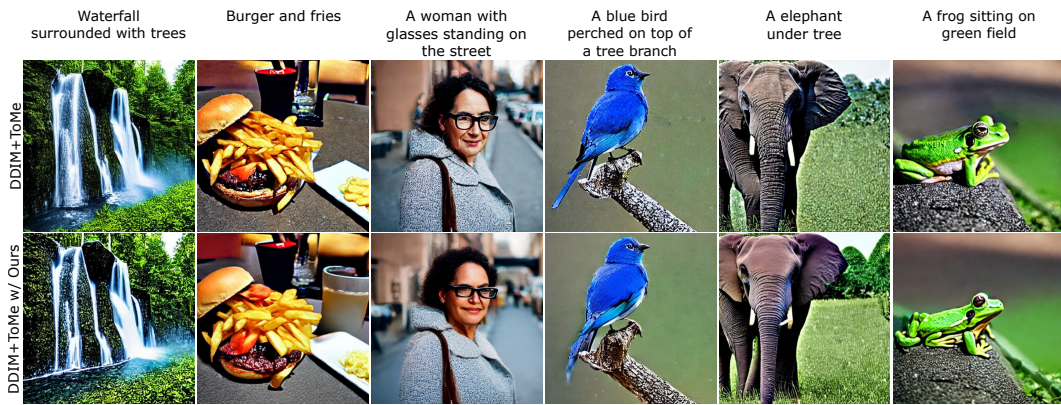 Waterfall
surrounded with trees
Burger and fries
A woman with
glasses standing on
the street
A blue bird
perched on top of
a tree branch
A elephant
under tree
A frog sitting on
green field
DDIM+ToMe
DDIM+ToMe w/ Ours